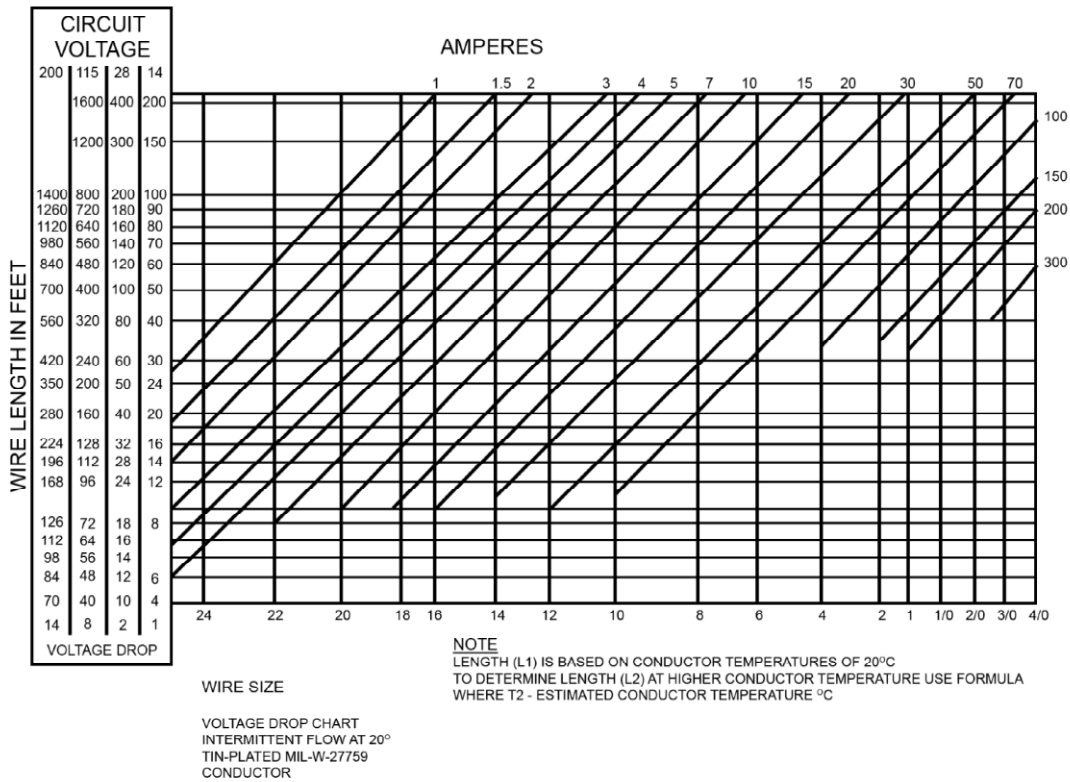 CIRCUIT
VOLTAGE
AMPERES
200 115 28 14
1 1.5 2 3 4 5 7 10 15 20 30 50 70
1600 400 200
100
1200 300 150
150
1400 800 200 100
1260 720 180 90
200
1120 640 160 80
980 560 140 70
840 480 120 60
300
700 400 100 50
560 320 80 40
420 240 60 30
350 200 50 24
280 160 40 20
224 128 32 16
196 112 28 14
168 96 24 12
126 72 18 8
112 64 16
98 56 14
84 48 12 6
70 40 10 4
14 8 2 1
WIRE LENGTH IN FEET
24 22 20 18 16 14 12 10 8 6 4 2 1 1/0 2/0 3/0 4/0
VOLTAGE DROP
WIRE SIZE
NOTE
LENGTH (L1) IS BASED ON CONDUCTOR TEMPERATURES OF 20°C
TO DETERMINE LENGTH (L2) AT HIGHER CONDUCTOR TEMPERATURE USE FORMULA
WHERE T2 - ESTIMATED CONDUCTOR TEMPERATURE °C
VOLTAGE DROP CHART
INTERMITTENT FLOW AT 20°
TIN-PLATED MIL-W-27759
CONDUCTOR